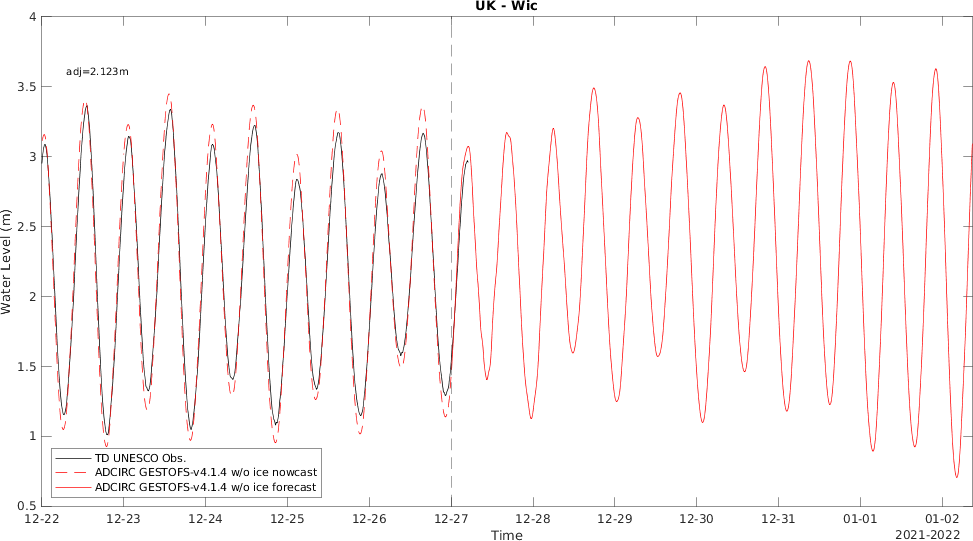 UK - Wic
adj=2.123m
Water Level (m)
4
3.5
3
2.5
2
1.5
1
0.5
TD UNESCO Obs.
ADCIRC GESTOFS-v4.1.4 w/o ice nowcast
ADCIRC GESTOFS-v4.1.4 w/o ice forecast
12-22 12-23 12-24 12-25 12-26 12-27 12-28 12-29 12-30 12-31 01-01 01-02
Time
2021-2022